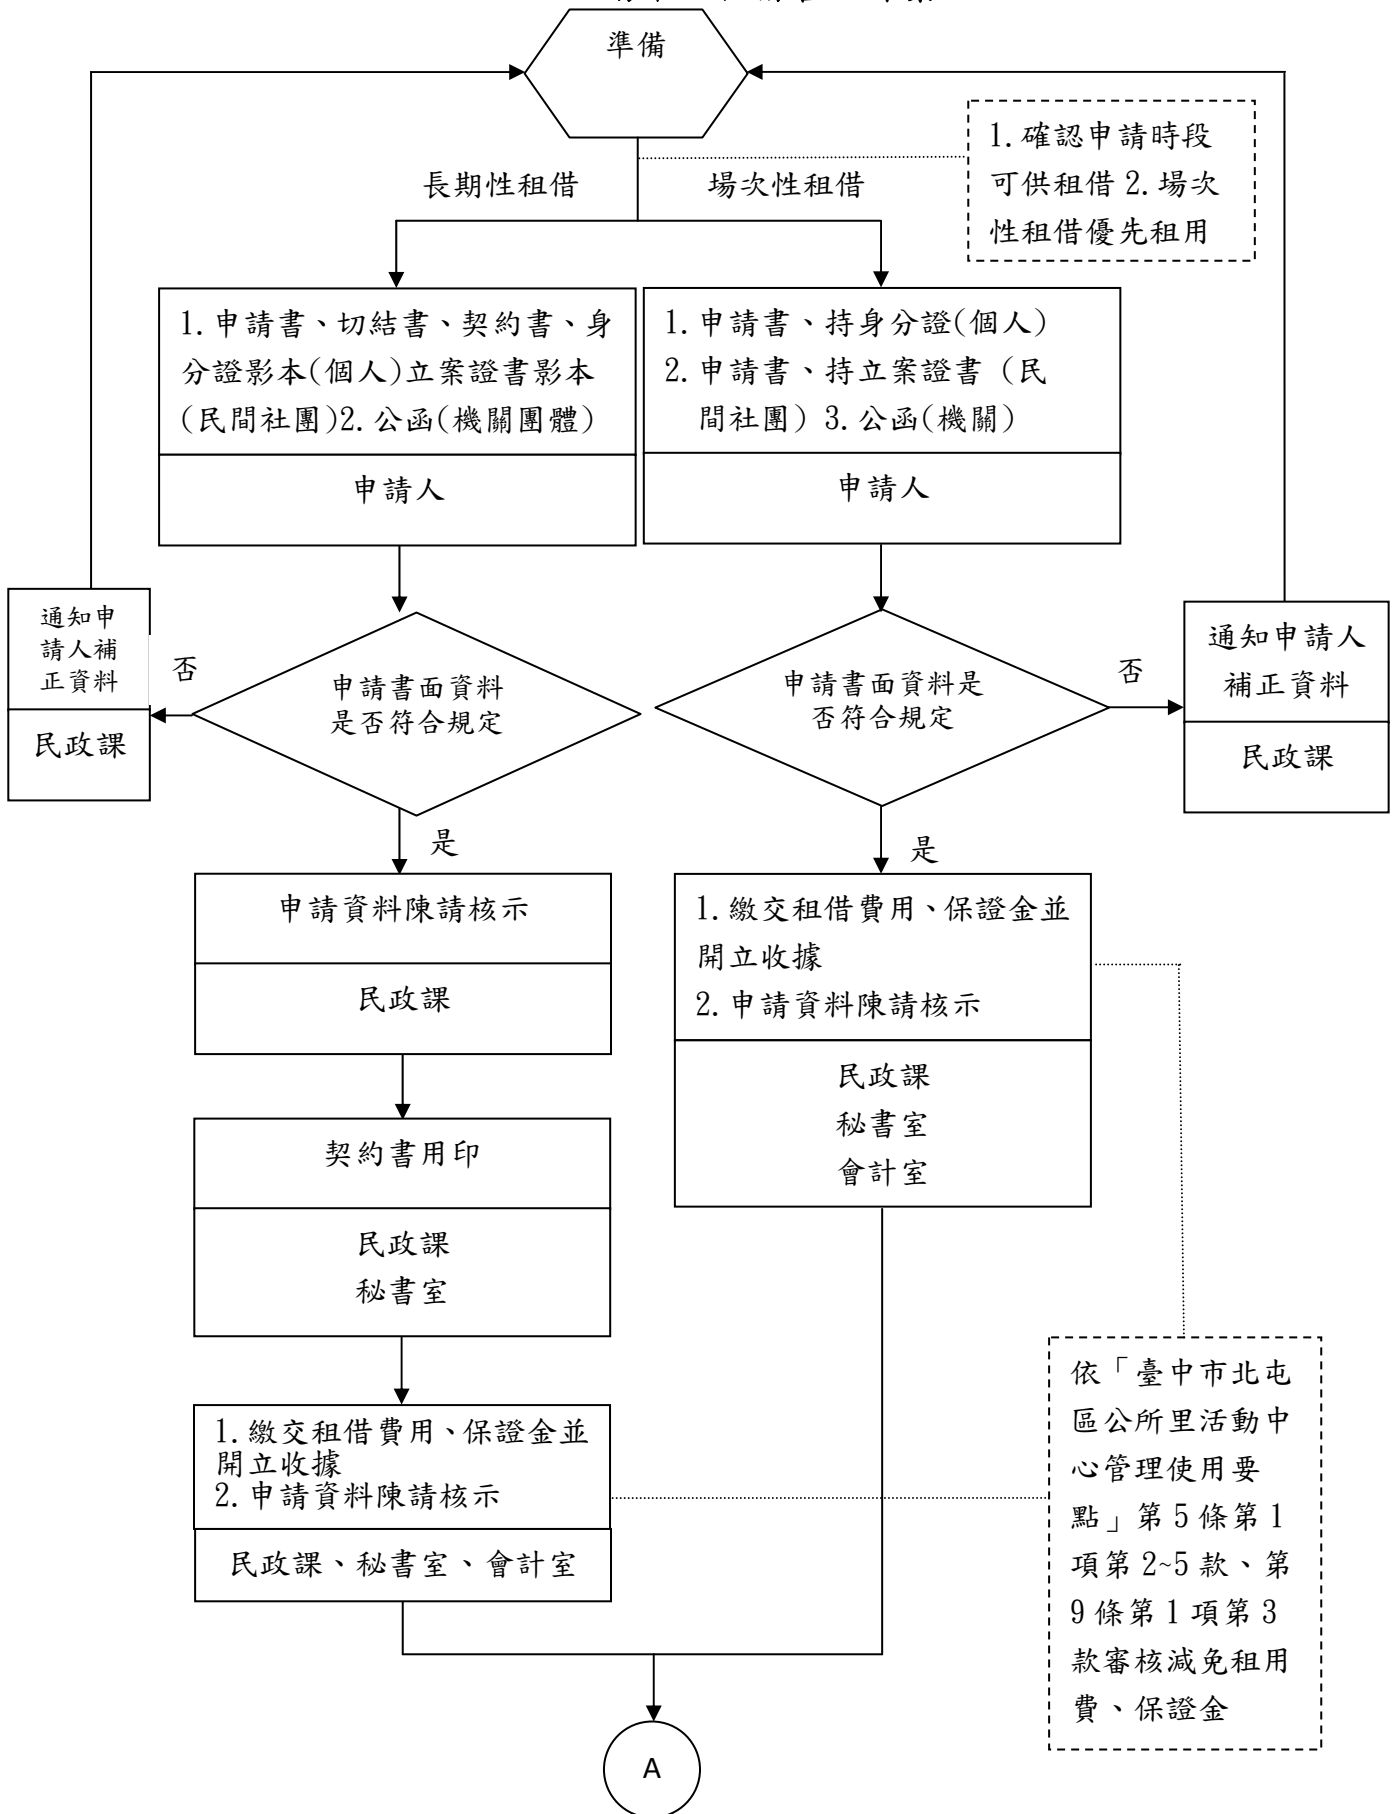 準備
1.確認申請時段
可供租借 2.場次
性租借優先租用
長期性租借
場次性租借
1.申請書、切結書、契約書、身
分證影本(個人)立案證書影本
(民間社團)2.公函(機關團體)
申請人
1.申請書、持身分證(個人)
2.申請書、持立案證書（民
間社團）3.公函(機關)
申請人
通知申
請人補
正資料
民政課
否
申請書面資料
是否符合規定
申請書面資料是
否符合規定
否
通知申請人
補正資料
民政課
是
是
申請資料陳請核示
民政課
1.繳交租借費用、保證金並
開立收據
2.申請資料陳請核示
民政課
秘書室
會計室
契約書用印
民政課
秘書室
1.繳交租借費用、保證金並
開立收據
2.申請資料陳請核示
民政課、秘書室、會計室
依「臺中市北屯
區公所里活動中
心管理使用要
點」第 5 條第 1
項第 2~5 款、第
9 條第 1 項第 3
款審核減免租用
費、保證金
A